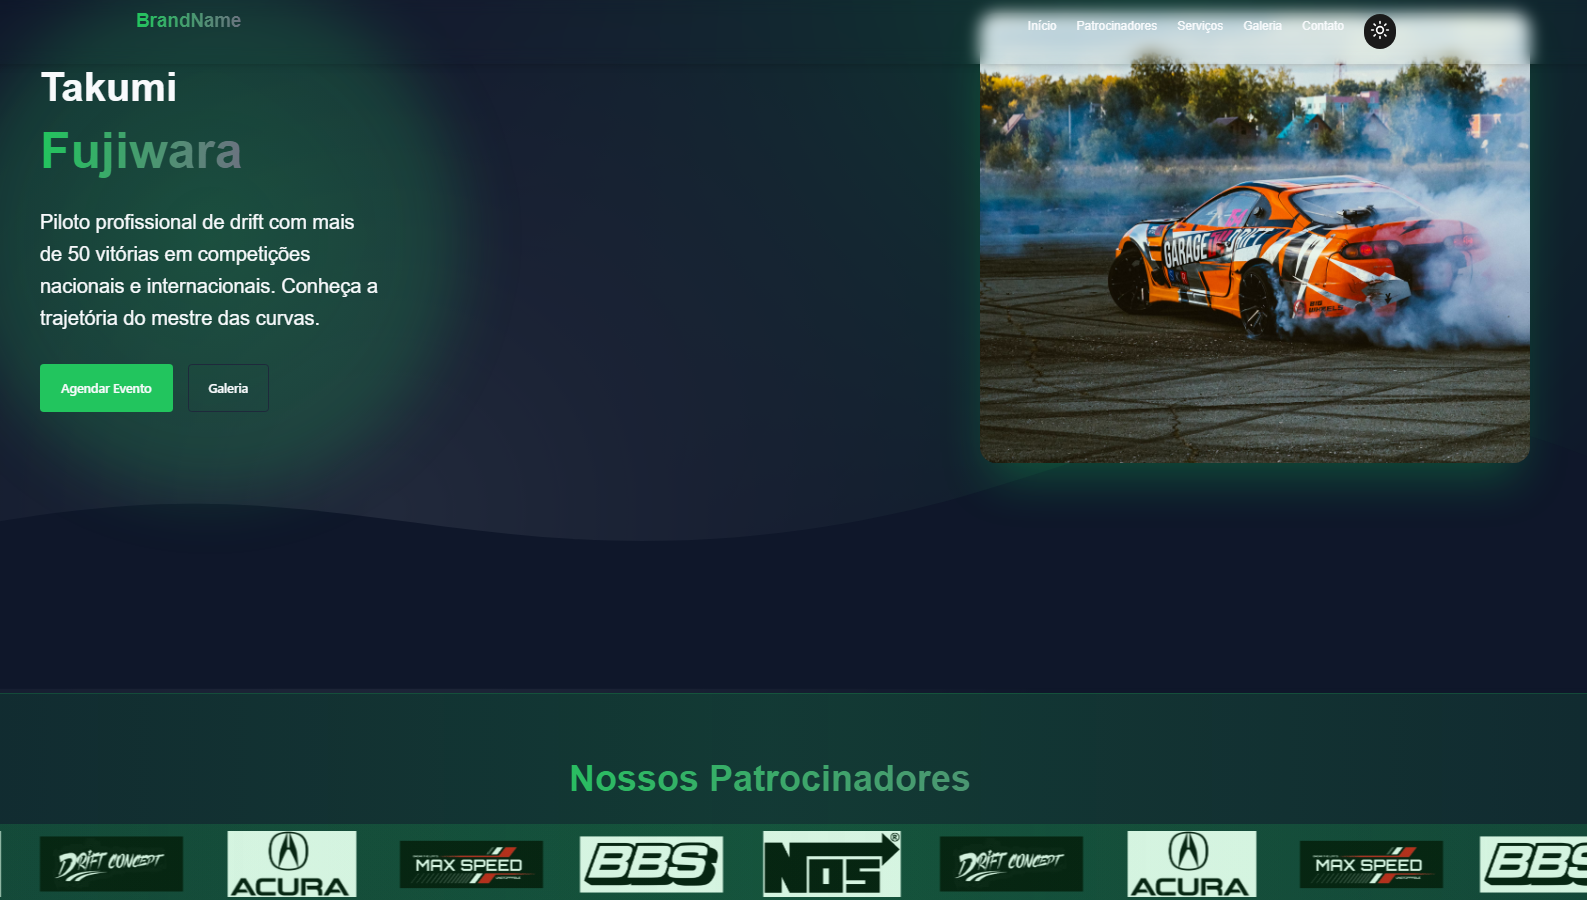 BrandName
Início Patrocinadores Serviços Galeria Contato
Takumi
Fujiwara
Piloto profissional de drift com mais
de 50 vitórias em competições
nacionais e internacionais. Conheça a
trajetória do mestre das curvas.
Agendar Evento Galeria
GARAGE
DRIFT
Nossos Patrocinadores
DRIFT CONCEPT ACURA MAX SPEED BBS NOS® DRIFT CONCEPT ACURA MAX SPEED BBS